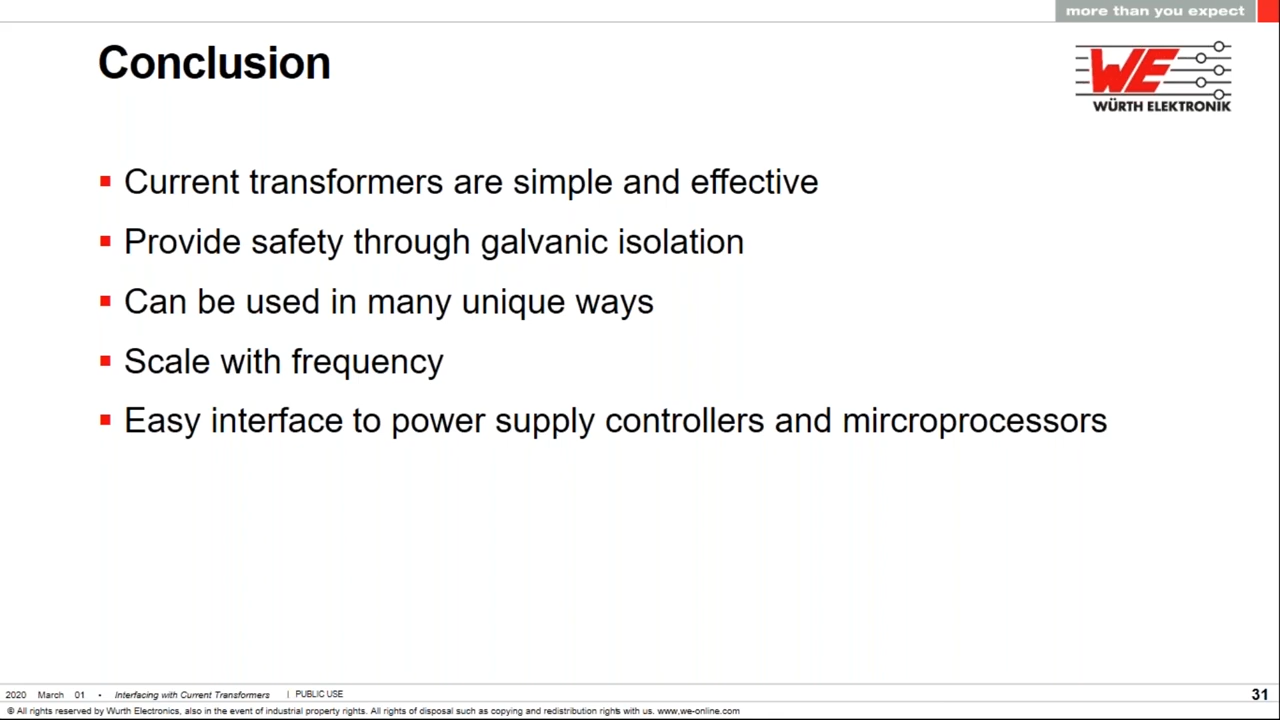 more than you expect
Conclusion
WE
WÜRTH ELEKTRONIK
Current transformers are simple and effective
Provide safety through galvanic isolation
Can be used in many unique ways
Scale with frequency
Easy interface to power supply controllers and mircroprocessors
2020 March 01 • Interfacing with Current Transformers | PUBLIC USE
31
© All rights reserved by Wurth Electronics, also in the event of industrial property rights. All rights of disposal such as copying and redistribution rights with us. www.we-online.com